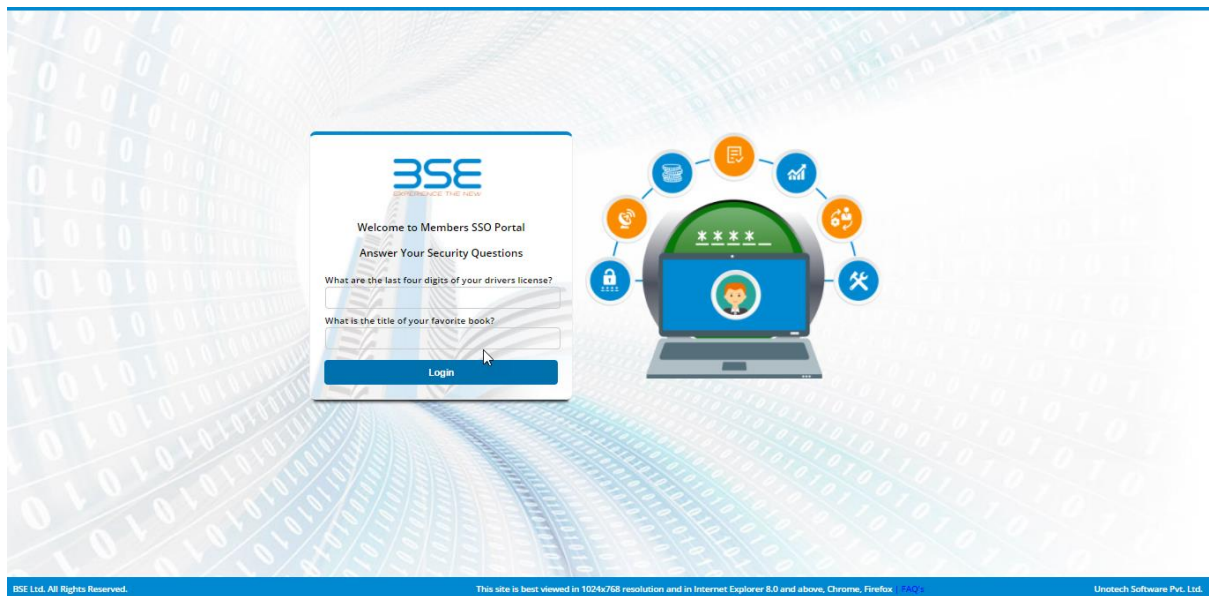 BSE
EXPERIENCE THE NEW
Welcome to Members SSO Portal
Answer Your Security Questions
What are the last four digits of your drivers license?
What is the title of your favorite book?
Login
* * * * _
BSE Ltd. All Rights Reserved.
This site is best viewed in 1024x768 resolution and in Internet Explorer 8.0 and above, Chrome, Firefox | FAQ's
Unotech Software Pvt. Ltd.